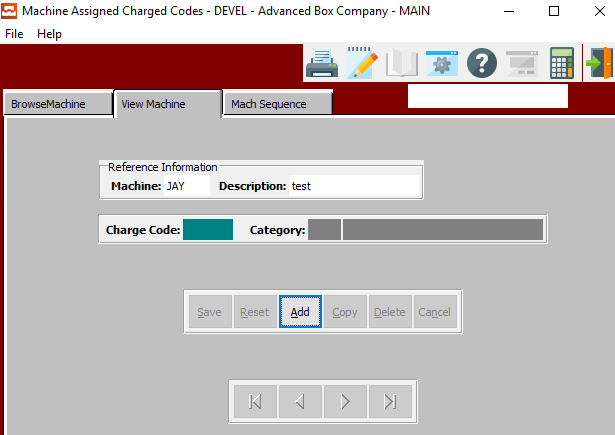 Machine Assigned Charged Codes - DEVEL - Advanced Box Company - MAIN
File Help
BrowseMachine View Machine Mach Sequence
Reference Information
Machine: JAY Description: test
Charge Code: Category:
Save Reset Add Copy Delete Cancel